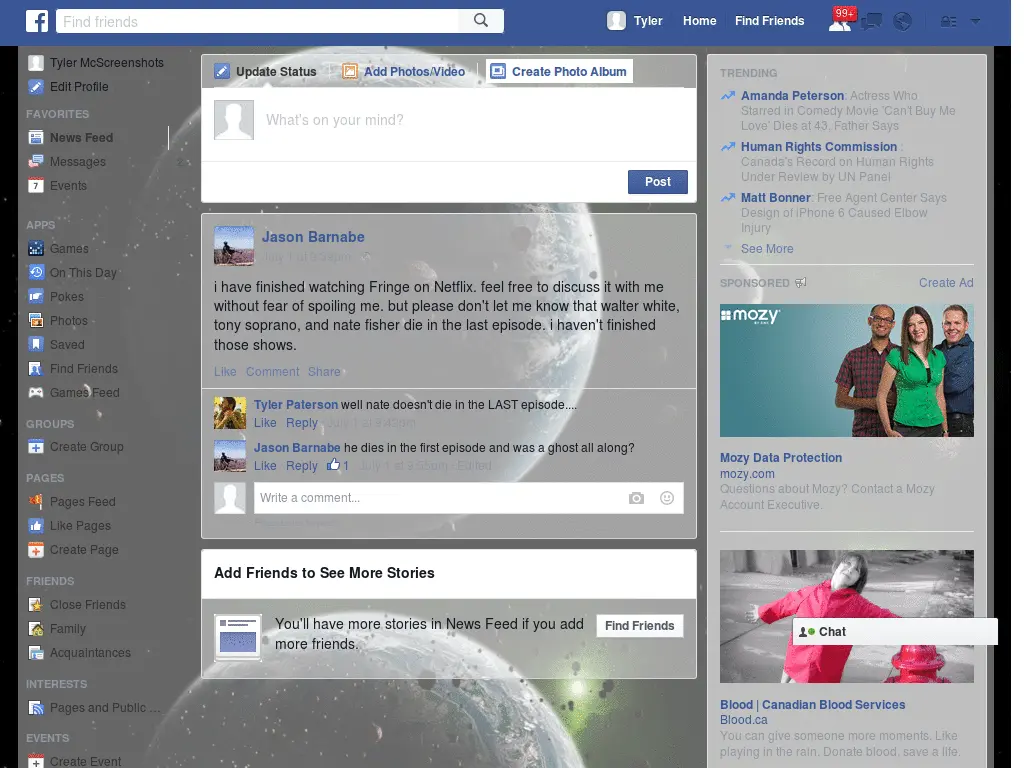 Find friends
Tyler
Home
Find Friends
99+
Tyler McScreenshots
Edit Profile
FAVORITES
News Feed
Messages
2
Events
APPS
Games
On This Day
Pokes
Photos
Saved
Find Friends
Games Feed
GROUPS
Create Group
PAGES
Pages Feed
Like Pages
Create Page
FRIENDS
Close Friends
Family
Acquaintances
INTERESTS
Pages and Public ...
EVENTS
Create Event
Update Status
Add Photos/Video
Create Photo Album
What's on your mind?
Post
Jason Barnabe
i have finished watching Fringe on Netflix. feel free to discuss it with me
without fear of spoiling me. but please don't let me know that walter white,
tony soprano, and nate fisher die in the last episode. i haven't finished
those shows.
Like Comment Share
Tyler Paterson well nate doesn't die in the LAST episode....
Like Reply July 1 at 9:43pm
Jason Barnabe he dies in the first episode and was a ghost all along?
Like Reply 1 July 1 at 9:55pm Edited
Write a comment...
Add Friends to See More Stories
You'll have more stories in News Feed if you add
more friends.
Find Friends
TRENDING
Amanda Peterson: Actress Who
Starred in Comedy Movie 'Can't Buy Me
Love' Dies at 43, Father Says
Human Rights Commission :
Canada's Record on Human Rights
Under Review by UN Panel
Matt Bonner: Free Agent Center Says
Design of iPhone 6 Caused Elbow
Injury
See More
SPONSORED
Create Ad
mozy
Mozy Data Protection
mozy.com
Questions about Mozy? Contact a Mozy
Account Executive.
Chat
Blood | Canadian Blood Services
Blood.ca
You can give someone more moments. Like
playing in the rain. Donate blood. save a life.